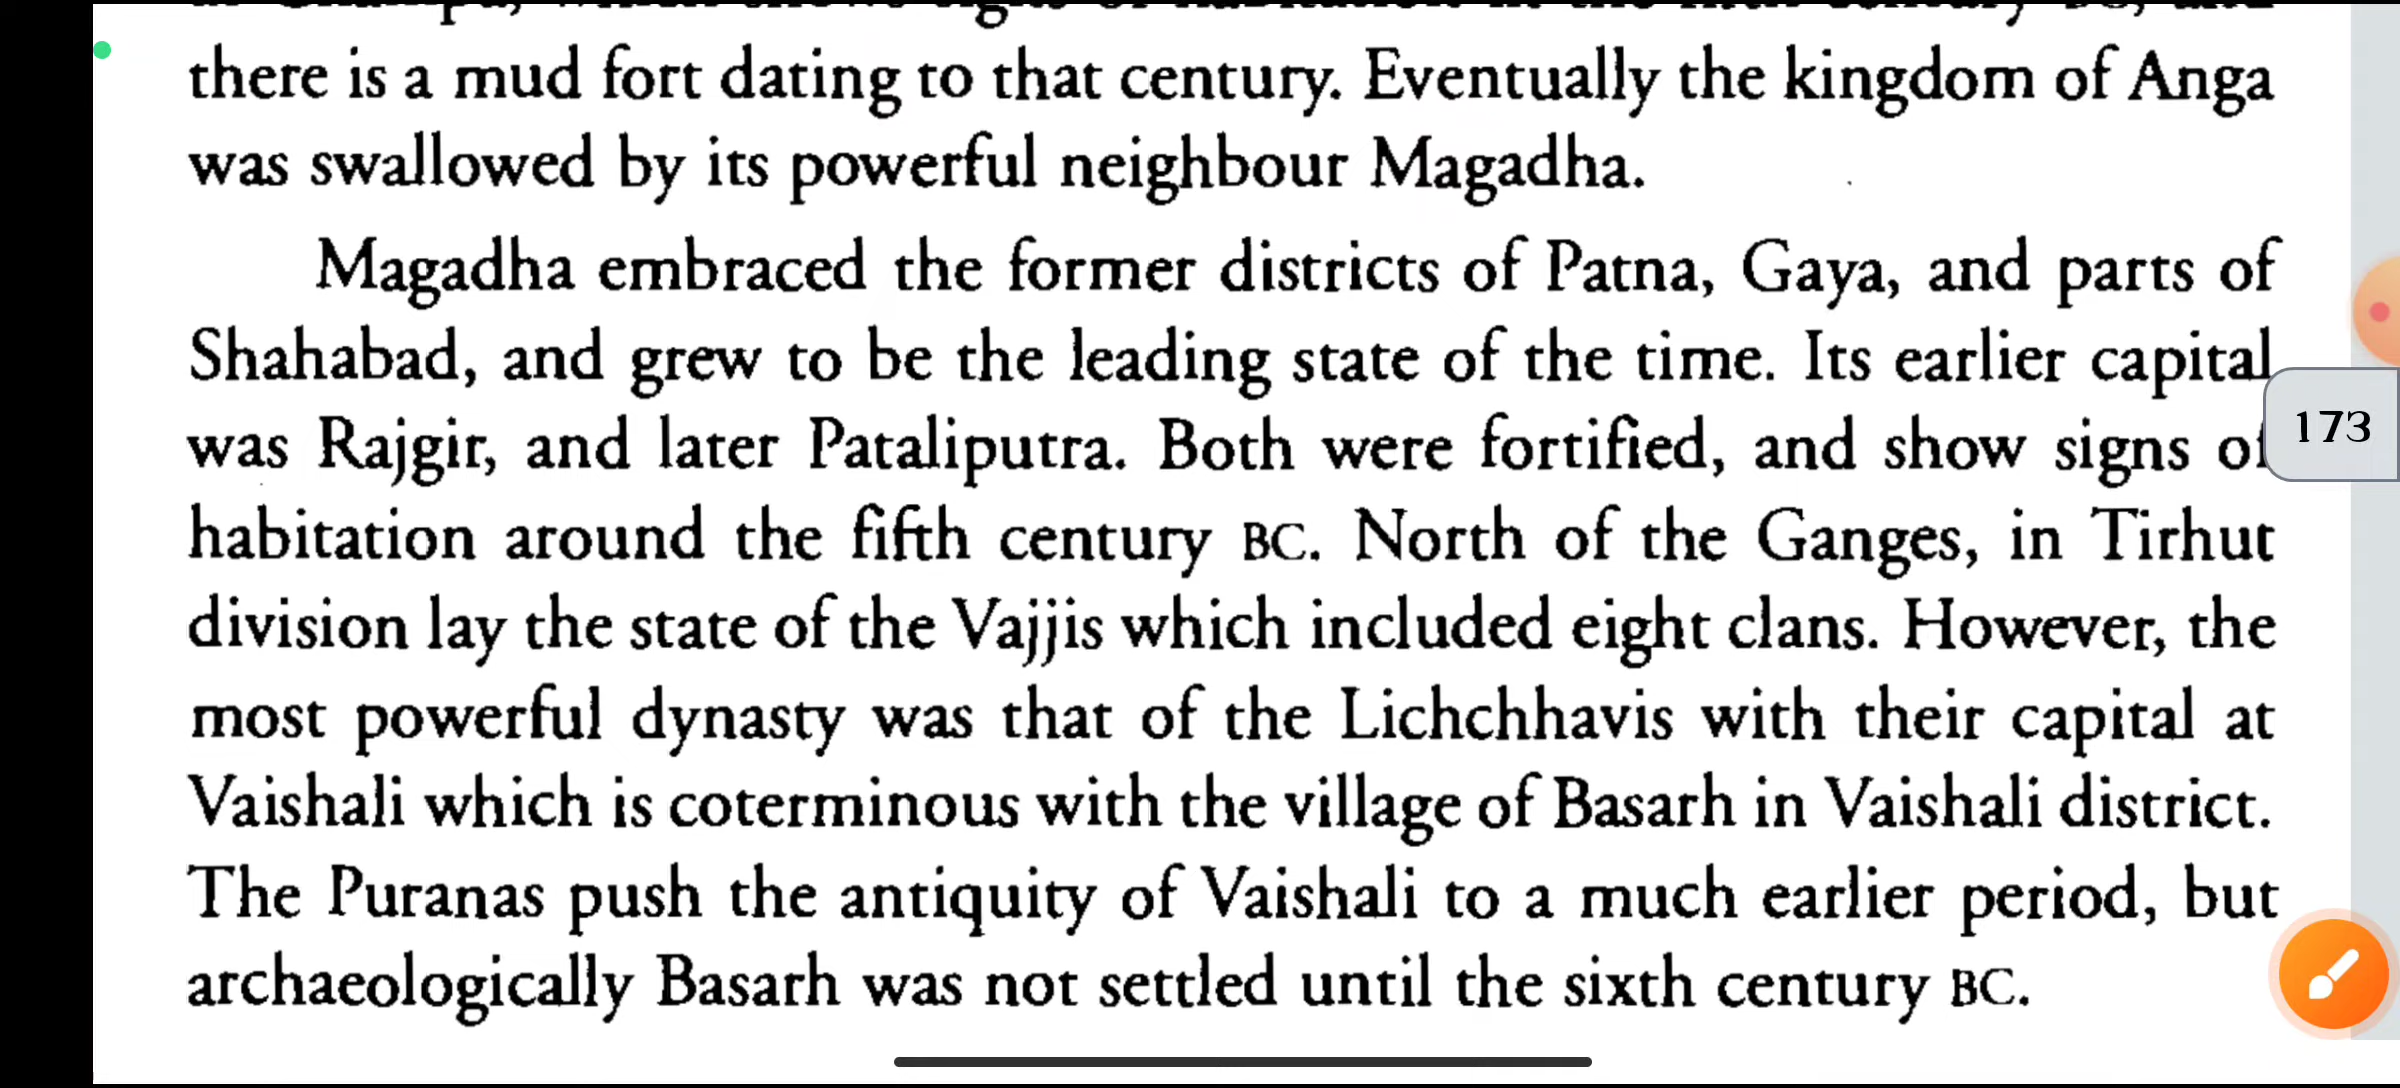 there is a mud fort dating to that century. Eventually the kingdom of Anga
was swallowed by its powerful neighbour Magadha.
Magadha embraced the former districts of Patna, Gaya, and parts of
Shahabad, and grew to be the leading state of the time. Its earlier capital
was Rajgir, and later Pataliputra. Both were fortified, and show signs of
173
habitation around the fifth century BC. North of the Ganges, in Tirhut
division lay the state of the Vajjis which included eight clans. However, the
most powerful dynasty was that of the Lichchhavis with their capital at
Vaishali which is coterminous with the village of Basarh in Vaishali district.
The Puranas push the antiquity of Vaishali to a much earlier period, but
archaeologically Basarh was not settled until the sixth century BC.